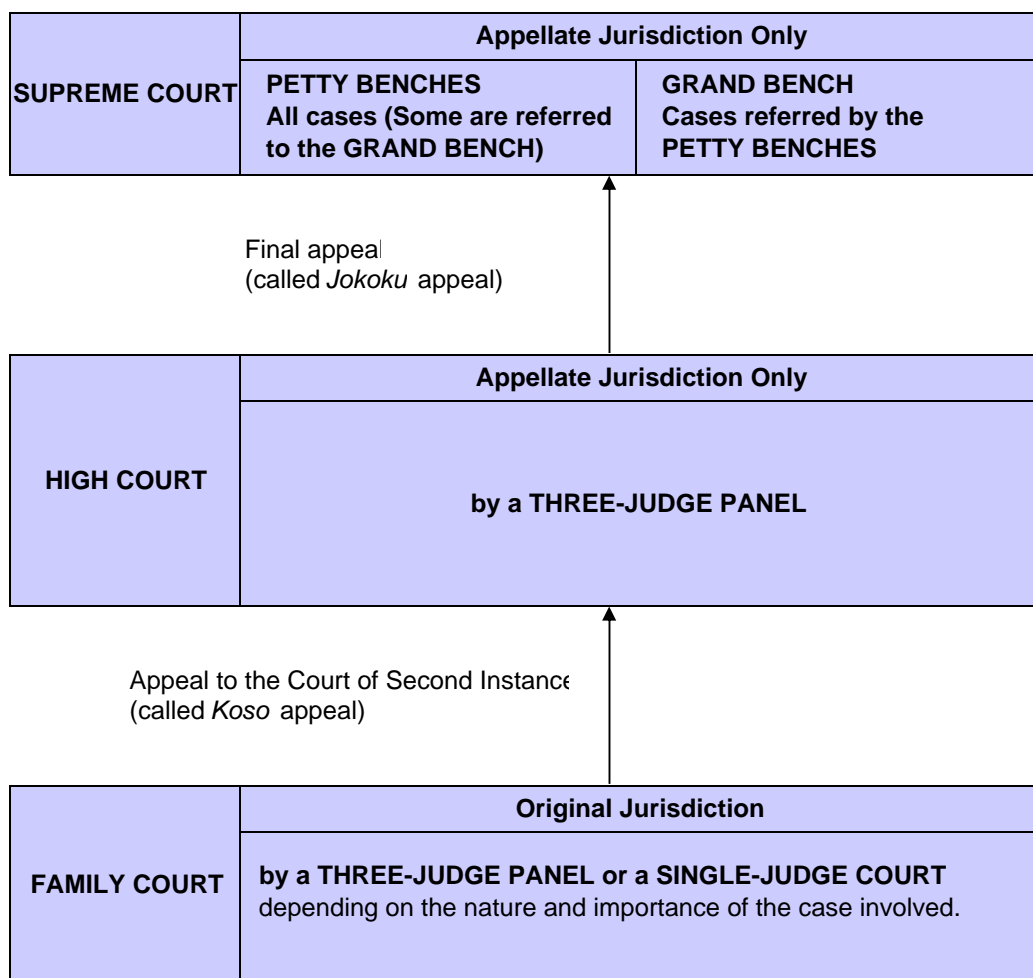 SUPREME COURT
Appellate Jurisdiction Only
PETTY BENCHES
All cases (Some are referred
to the GRAND BENCH)
GRAND BENCH
Cases referred by the
PETTY BENCHES
Final appeal
(called Jokoku appeal)
HIGH COURT
Appellate Jurisdiction Only
by a THREE-JUDGE PANEL
Appeal to the Court of Second Instance
(called Koso appeal)
FAMILY COURT
Original Jurisdiction
by a THREE-JUDGE PANEL or a SINGLE-JUDGE COURT
depending on the nature and importance of the case involved.